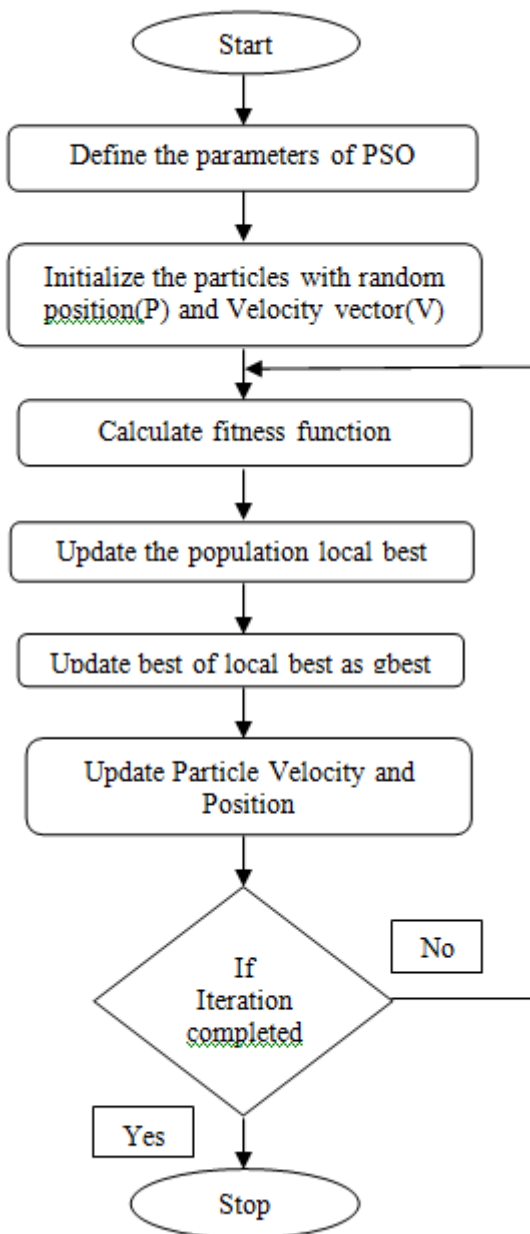 Start
Define the parameters of PSO
Initialize the particles with random
position(P) and Velocity vector(V)
Calculate fitness function
Update the population local best
Update best of local best as gbest
Update Particle Velocity and
Position
If
Iteration
completed
No
Yes
Stop